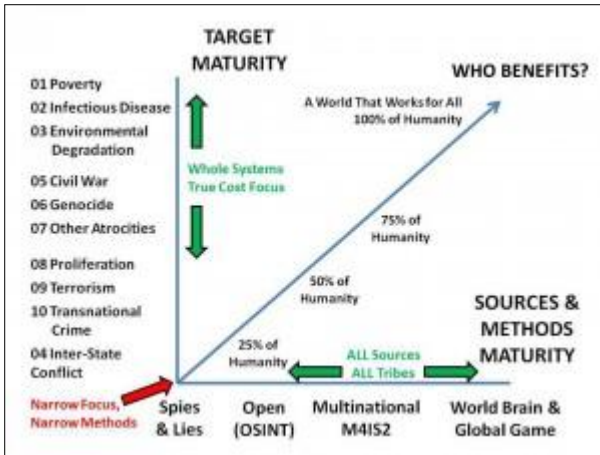 TARGET
MATURITY
WHO BENEFITS?
01 Poverty
02 Infectious Disease
03 Environmental
Degradation
05 Civil War
06 Genocide
07 Other Atrocities
08 Proliferation
09 Terrorism
10 Transnational
Crime
04 Inter-State
Conflict
Whole Systems
True Cost Focus
A World That Works for All
100% of Humanity
75% of
Humanity
50% of
Humanity
25% of
Humanity
SOURCES &
METHODS
MATURITY
ALL Sources
ALL Tribes
Narrow Focus,
Narrow Methods
Spies
& Lies
Open
(OSINT)
Multinational
M4IS2
World Brain &
Global Game